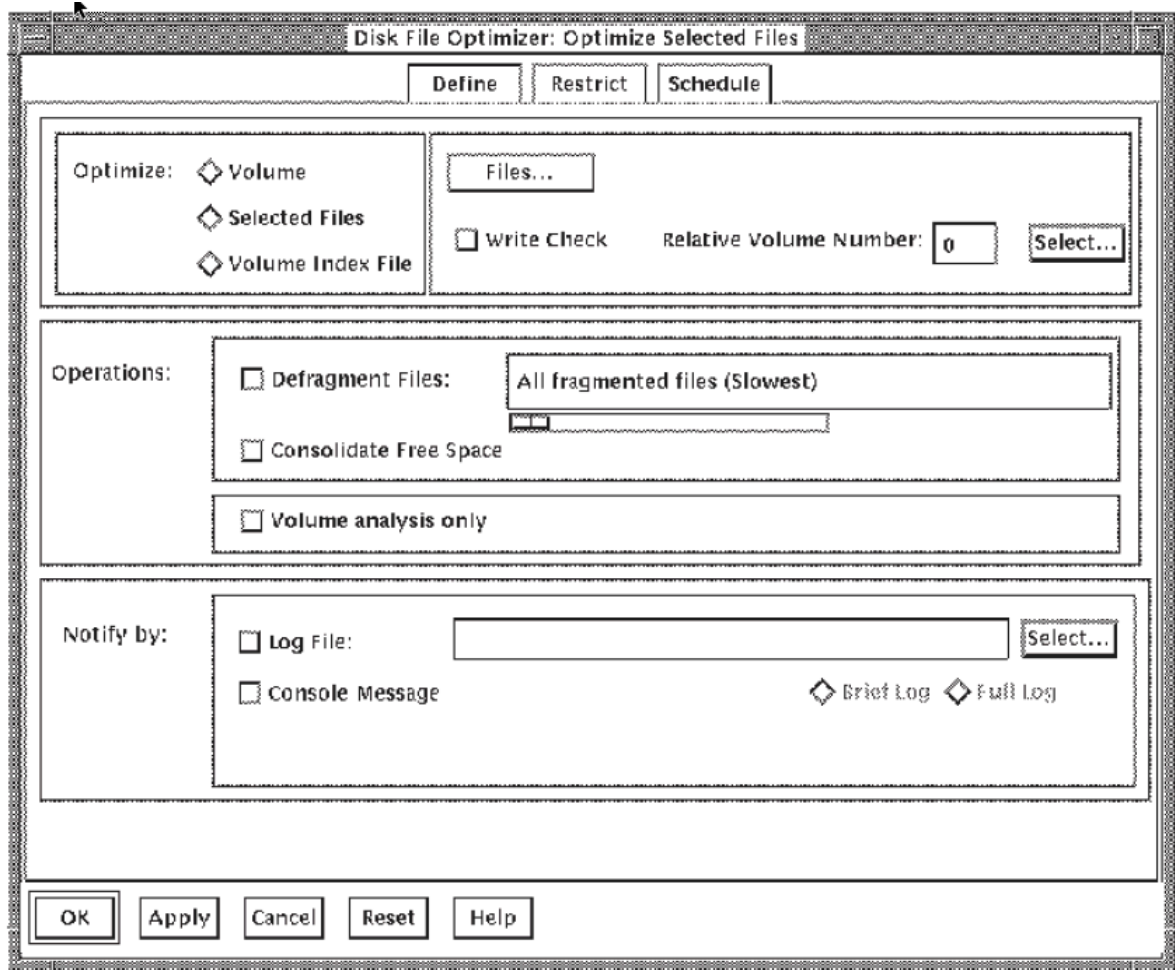 Disk File Optimizer: Optimize Selected Files
Define Restrict Schedule
Optimize: Volume Files...
Selected Files
Write Check Relative Volume Number: 0 Select...
Volume Index File
Operations: Defragment Files: All fragmented files (Slowest)
Consolidate Free Space
Volume analysis only
Notify by: Log File: Select...
Console Message Brief Log Full Log
OK Apply Cancel Reset Help